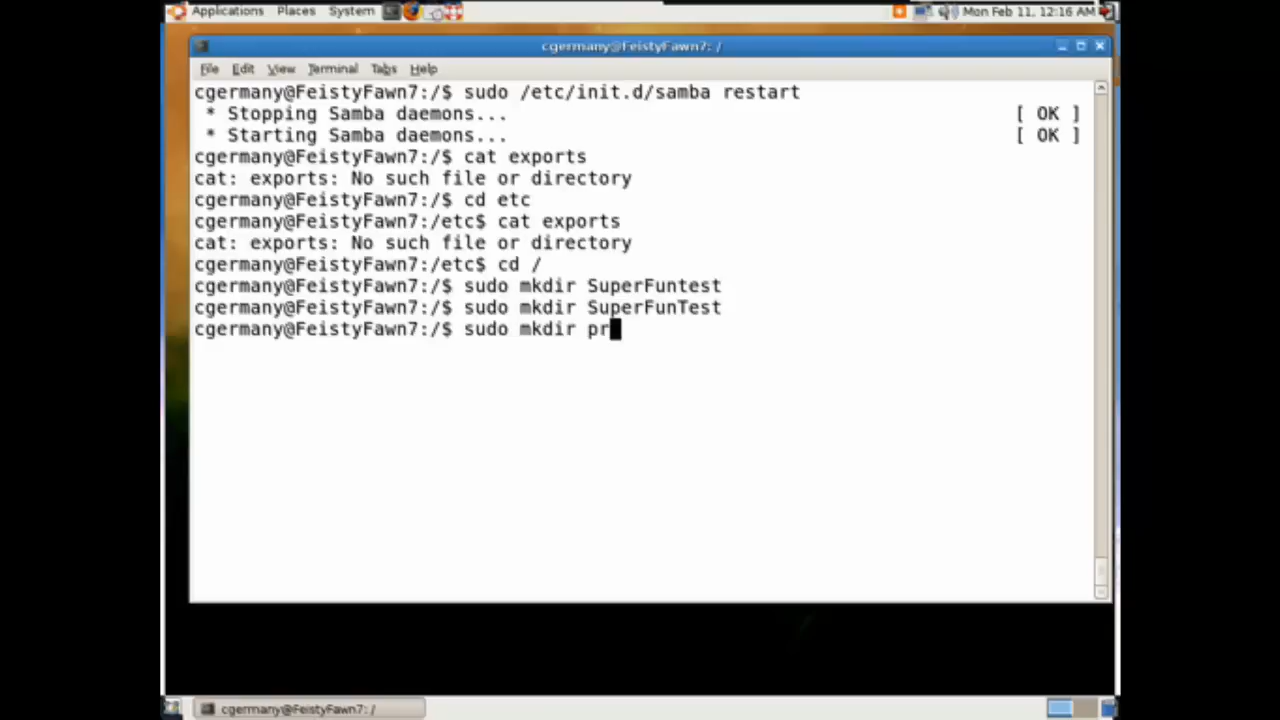 Applications Places System
Mon Feb 11, 12:16 AM
cgermany@FeistyFawn7: /
File Edit View Terminal Tabs Help
cgermany@FeistyFawn7:/$ sudo /etc/init.d/samba restart
* Stopping Samba daemons... [ OK ]
* Starting Samba daemons... [ OK ]
cgermany@FeistyFawn7:/$ cat exports
cat: exports: No such file or directory
cgermany@FeistyFawn7:/$ cd etc
cgermany@FeistyFawn7:/etc$ cat exports
cat: exports: No such file or directory
cgermany@FeistyFawn7:/etc$ cd /
cgermany@FeistyFawn7:/$ sudo mkdir SuperFuntest
cgermany@FeistyFawn7:/$ sudo mkdir SuperFunTest
cgermany@FeistyFawn7:/$ sudo mkdir pr
cgermany@FeistyFawn7: /